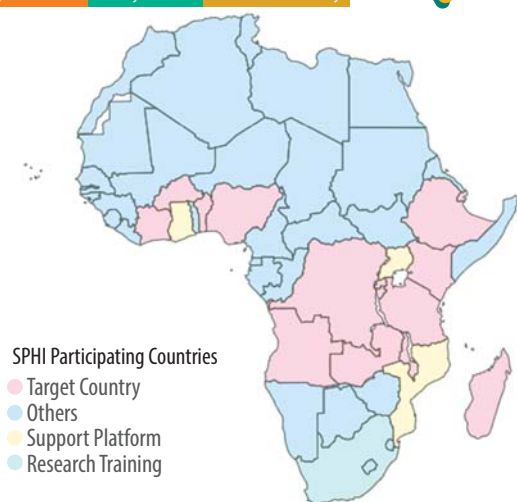 SPHI Participating Countries
Target Country
Others
Support Platform
Research Training